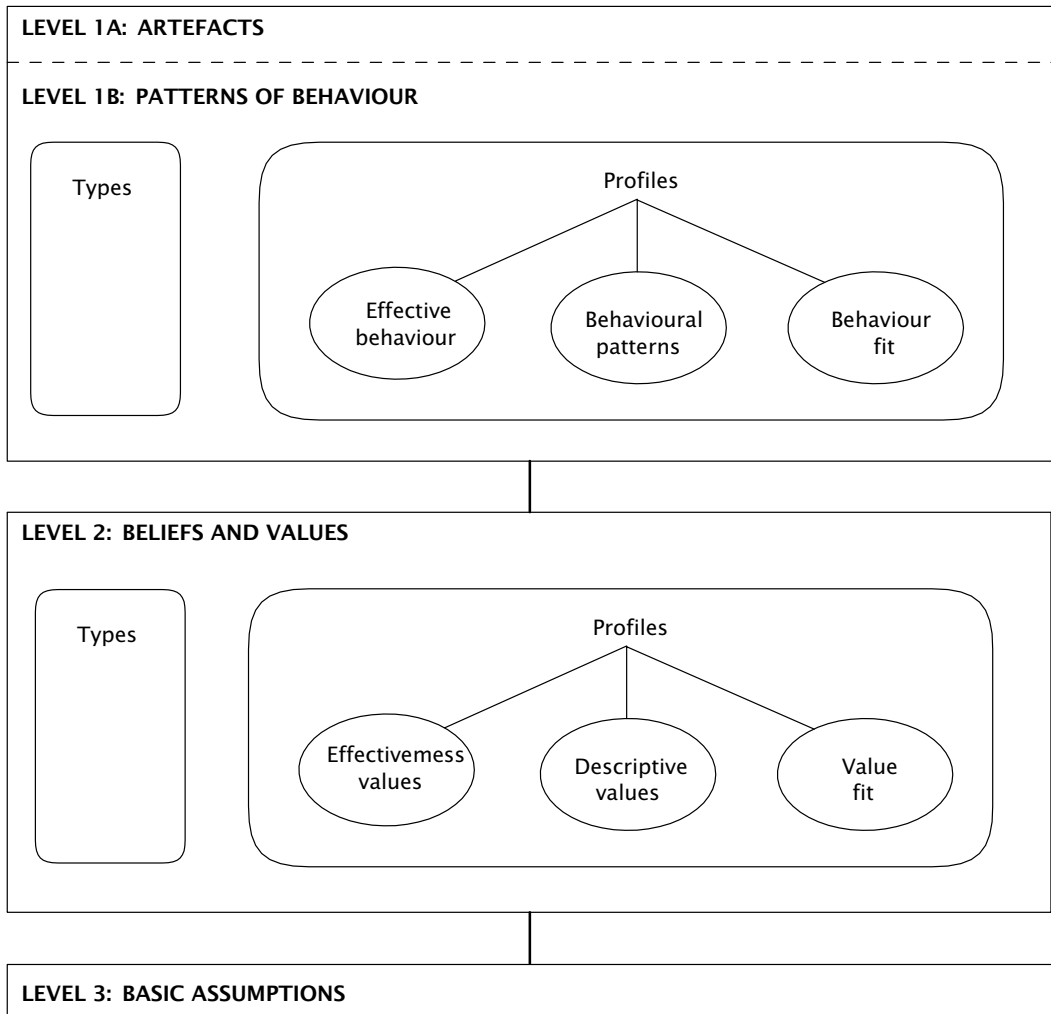 LEVEL 1A: ARTEFACTS
LEVEL 1B: PATTERNS OF BEHAVIOUR
Types
Profiles
Effective
behaviour
Behavioural
patterns
Behaviour
fit
LEVEL 2: BELIEFS AND VALUES
Types
Profiles
Effectivemess
values
Descriptive
values
Value
fit
LEVEL 3: BASIC ASSUMPTIONS